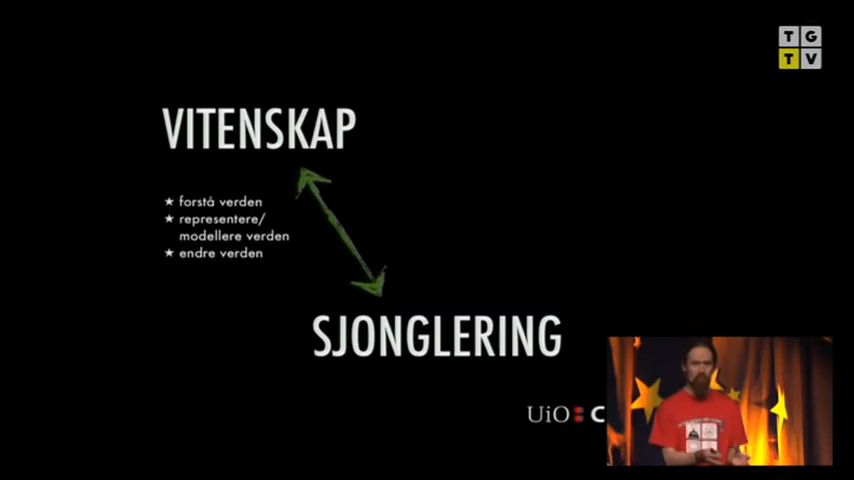 TG
TV
VITENSKAP
★ forstå verden
★ representere/
modellere verden
★ endre verden
SJONGLERING
UiO:C